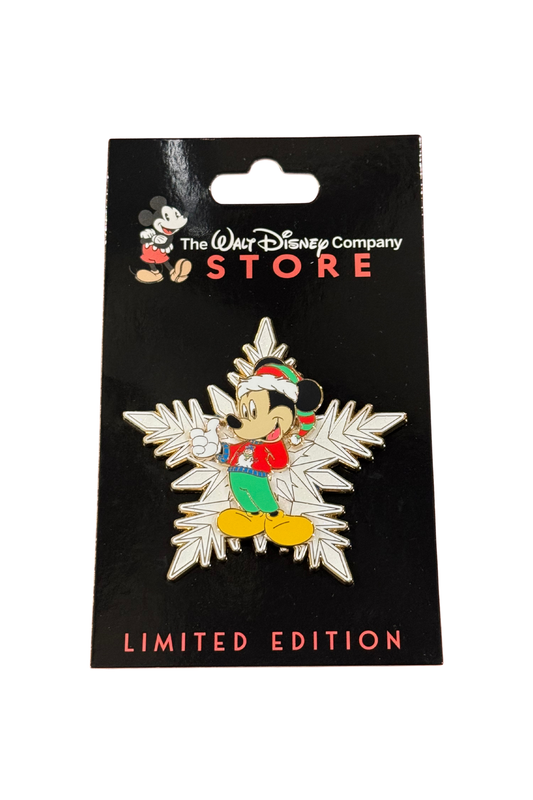 The WALT DISNEY Company
STORE
LIMITED EDITION